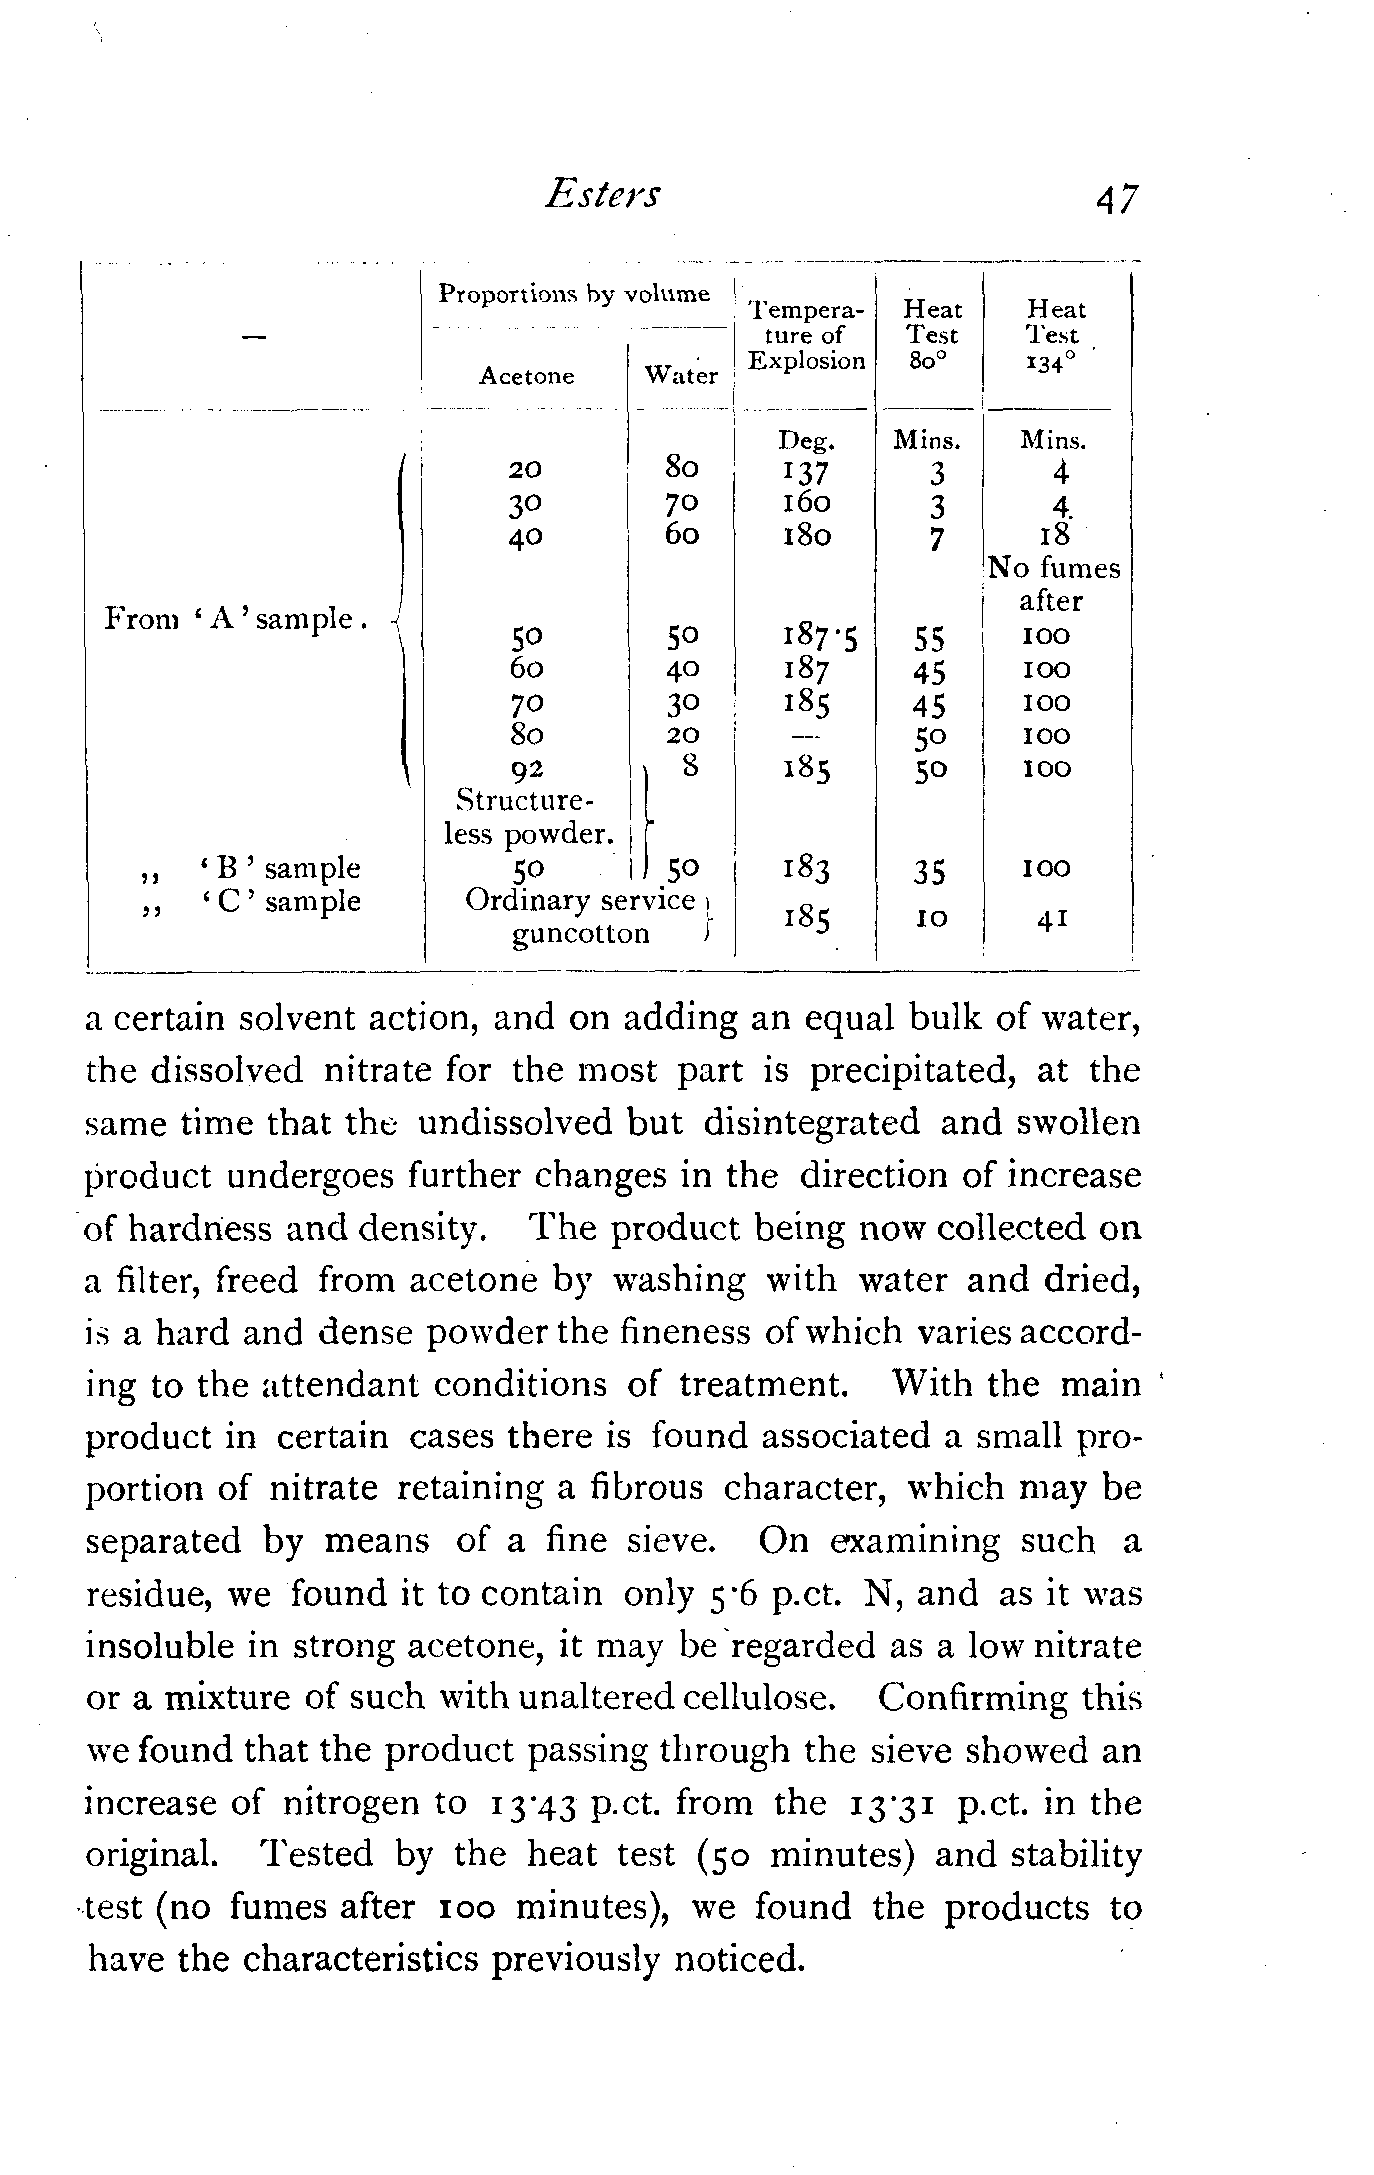 Esters 47
— Proportions by volume Temperature of Explosion Heat Test 80° Heat Test 134°
Acetone Water
Deg. Mins. Mins.
20 80 137 3 4
30 70 160 3 4
40 60 180 7 18
No fumes
after
From ‘A’ sample .
50 50 187·5 55 100
60 40 187 45 100
70 30 185 45 100
80 20 — 50 100
92 8 185 50 100
Structure-
less powder.
,, ‘B’ sample 50 50 183 35 100
,, ‘C’ sample Ordinary service
guncotton 185 10 41
a certain solvent action, and on adding an equal bulk of water,
the dissolved nitrate for the most part is precipitated, at the
same time that the undissolved but disintegrated and swollen
product undergoes further changes in the direction of increase
of hardness and density. The product being now collected on
a filter, freed from acetone by washing with water and dried,
is a hard and dense powder the fineness of which varies accord-
ing to the attendant conditions of treatment. With the main
product in certain cases there is found associated a small pro-
portion of nitrate retaining a fibrous character, which may be
separated by means of a fine sieve. On examining such a
residue, we found it to contain only 5·6 p.ct. N, and as it was
insoluble in strong acetone, it may be regarded as a low nitrate
or a mixture of such with unaltered cellulose. Confirming this
we found that the product passing through the sieve showed an
increase of nitrogen to 13·43 p.ct. from the 13·31 p.ct. in the
original. Tested by the heat test (50 minutes) and stability
test (no fumes after 100 minutes), we found the products to
have the characteristics previously noticed.